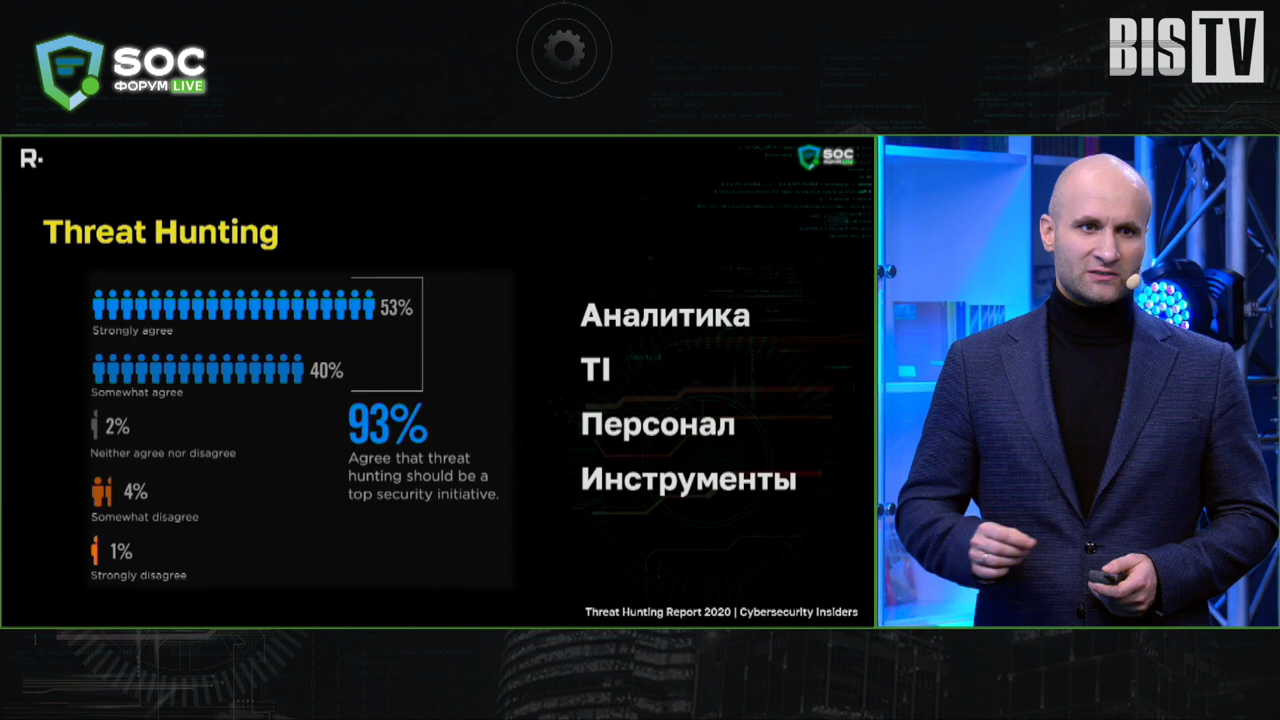 SOC
ФОРУМ LIVE
BIS TV
R·
SOC
ФОРУМ LIVE
Threat Hunting
53%
Strongly agree
40%
Somewhat agree
2%
Neither agree nor disagree
4%
Somewhat disagree
1%
Strongly disagree
93%
Agree that threat
hunting should be a
top security initiative.
Аналитика
TI
Персонал
Инструменты
Threat Hunting Report 2020 | Cybersecurity Insiders